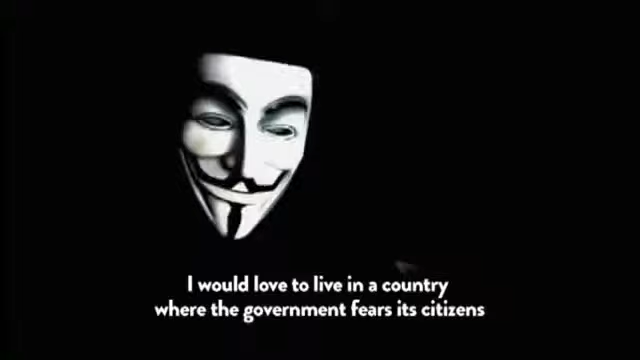 I would love to live in a country
where the government fears its citizens